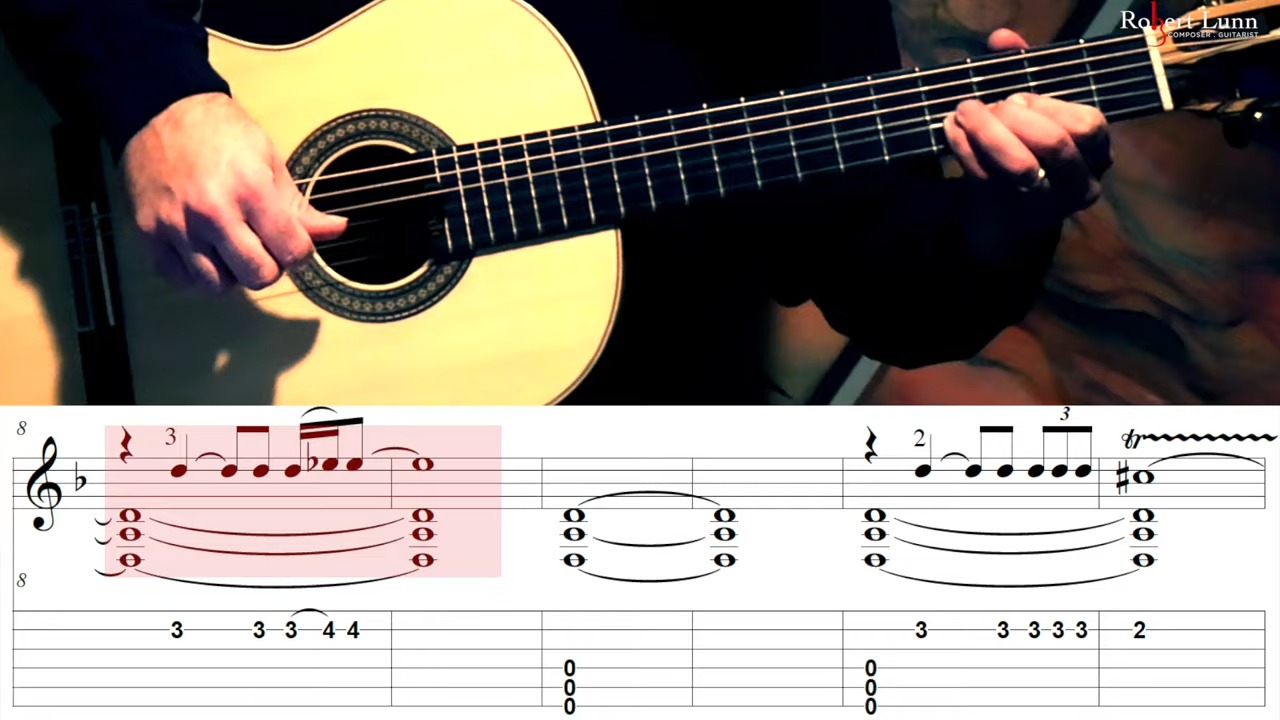 Robert Lunn
COMPOSER . GUITARIST
8
3
2
3
tr
8
3 3 3 4 4 3 3 3 3 3 2
0 0
0 0
0 0